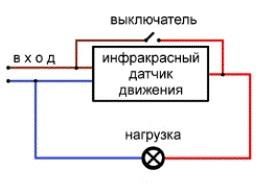 выключатель
вход
инфракрасный
датчик
движения
нагрузка